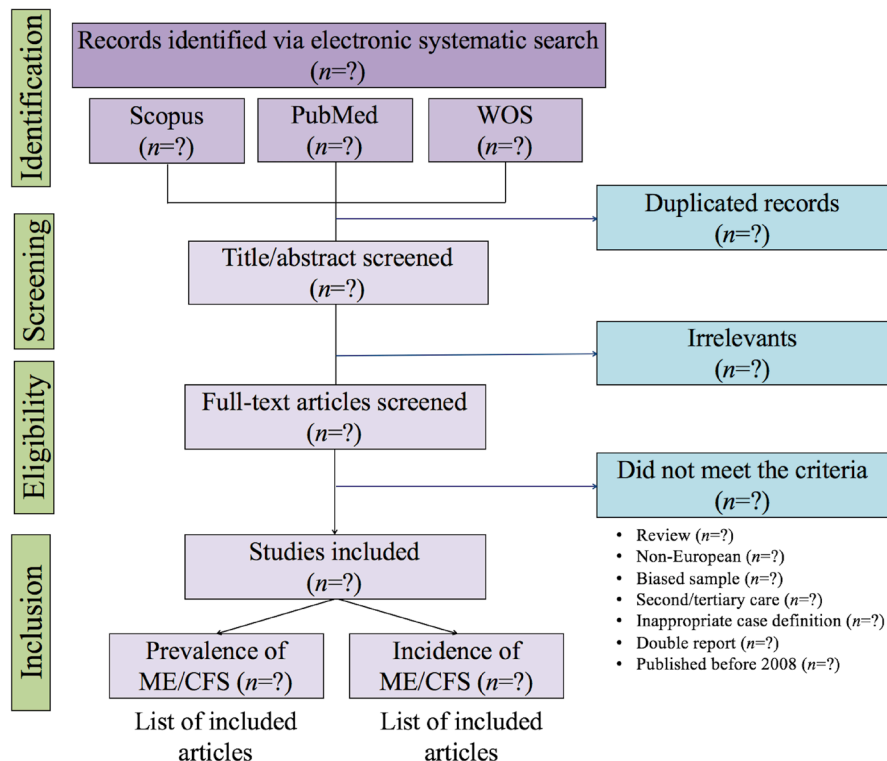 Identification
Records identified via electronic systematic search
(n=?)
Scopus
(n=?)
PubMed
(n=?)
WOS
(n=?)
Duplicated records
(n=?)
Screening
Title/abstract screened
(n=?)
Irrelevants
(n=?)
Eligibility
Full-text articles screened
(n=?)
Did not meet the criteria
(n=?)
• Review (n=?)
• Non-European (n=?)
• Biased sample (n=?)
• Second/tertiary care (n=?)
• Inappropriate case definition (n=?)
• Double report (n=?)
• Published before 2008 (n=?)
Inclusion
Studies included
(n=?)
Prevalence of
ME/CFS (n=?)
Incidence of
ME/CFS (n=?)
List of included
articles
List of included
articles